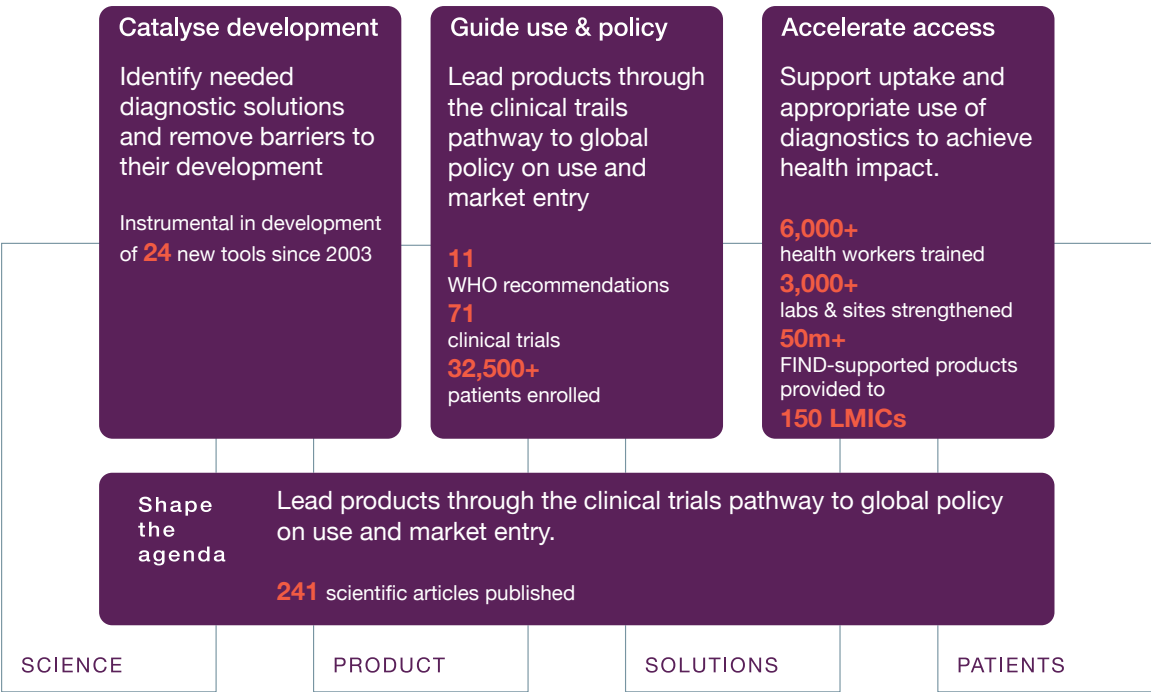 Catalyse development
Identify needed
diagnostic solutions
and remove barriers to
their development
Instrumental in development
of 24 new tools since 2003
Guide use & policy
Lead products through
the clinical trails
pathway to global
policy on use and
market entry
11
WHO recommendations
71
clinical trials
32,500+
patients enrolled
Accelerate access
Support uptake and
appropriate use of
diagnostics to achieve
health impact.
6,000+
health workers trained
3,000+
labs & sites strengthened
50m+
FIND-supported products
provided to
150 LMICs
Shape
the
agenda
Lead products through the clinical trials pathway to global policy
on use and market entry.
241 scientific articles published
SCIENCE
PRODUCT
SOLUTIONS
PATIENTS